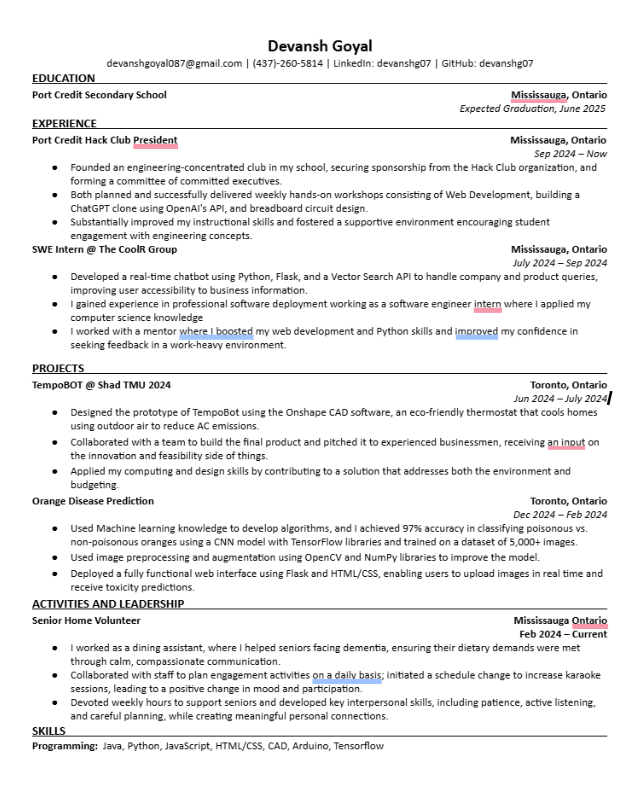 Devansh Goyal
devanshgoyal087@gmail.com | (437)-260-5814 | LinkedIn: devanshg07 | GitHub: devanshg07
EDUCATION
Port Credit Secondary School Mississauga, Ontario
Expected Graduation, June 2025
EXPERIENCE
Port Credit Hack Club President Mississauga, Ontario
Sep 2024 – Now
● Founded an engineering-concentrated club in my school, securing sponsorship from the Hack Club organization, and
forming a committee of committed executives.
● Both planned and successfully delivered weekly hands-on workshops consisting of Web Development, building a
ChatGPT clone using OpenAI's API, and breadboard circuit design.
● Substantially improved my instructional skills and fostered a supportive environment encouraging student
engagement with engineering concepts.
SWE Intern @ The CoolR Group Mississauga, Ontario
July 2024 – Sep 2024
● Developed a real-time chatbot using Python, Flask, and a Vector Search API to handle company and product queries,
improving user accessibility to business information.
● I gained experience in professional software deployment working as a software engineer intern where I applied my
computer science knowledge
● I worked with a mentor where I boosted my web development and Python skills and improved my confidence in
seeking feedback in a work-heavy environment.
PROJECTS
TempoBOT @ Shad TMU 2024 Toronto, Ontario
Jun 2024 – July 2024
● Designed the prototype of TempoBot using the Onshape CAD software, an eco-friendly thermostat that cools homes
using outdoor air to reduce AC emissions.
● Collaborated with a team to build the final product and pitched it to experienced businessmen, receiving an input on
the innovation and feasibility side of things.
● Applied my computing and design skills by contributing to a solution that addresses both the environment and
budgeting.
Orange Disease Prediction Toronto, Ontario
Dec 2024 – Feb 2024
● Used Machine learning knowledge to develop algorithms, and I achieved 97% accuracy in classifying poisonous vs.
non-poisonous oranges using a CNN model with TensorFlow libraries and trained on a dataset of 5,000+ images.
● Used image preprocessing and augmentation using OpenCV and NumPy libraries to improve the model.
● Deployed a fully functional web interface using Flask and HTML/CSS, enabling users to upload images in real time and
receive toxicity predictions.
ACTIVITIES AND LEADERSHIP
Senior Home Volunteer Mississauga Ontario
Feb 2024 – Current
● I worked as a dining assistant, where I helped seniors facing dementia, ensuring their dietary demands were met
through calm, compassionate communication.
● Collaborated with staff to plan engagement activities on a daily basis; initiated a schedule change to increase karaoke
sessions, leading to a positive change in mood and participation.
● Devoted weekly hours to support seniors and developed key interpersonal skills, including patience, active listening,
and careful planning, while creating meaningful personal connections.
SKILLS
Programming: Java, Python, JavaScript, HTML/CSS, CAD, Arduino, Tensorflow